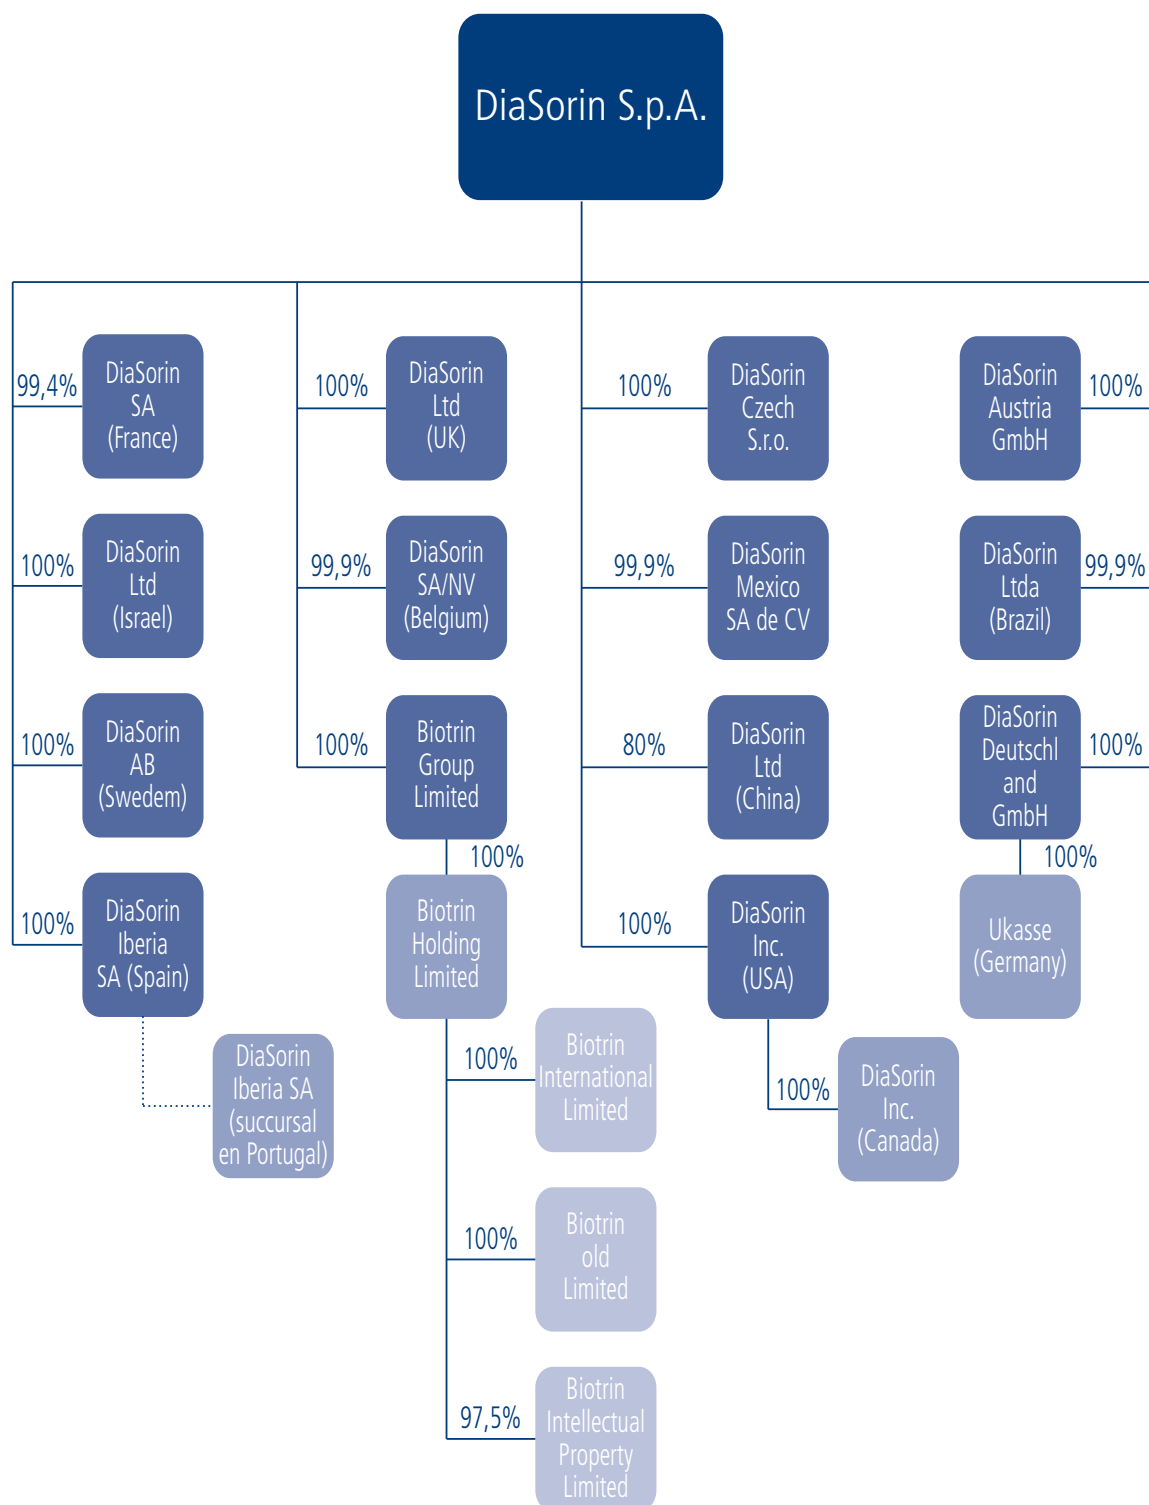 DiaSorin S.p.A.
99,4%
DiaSorin
SA
(France)
100%
DiaSorin
Ltd
(UK)
100%
DiaSorin
Czech
S.r.o.
DiaSorin
Austria
GmbH
100%
100%
DiaSorin
Ltd
(Israel)
99,9%
DiaSorin
SA/NV
(Belgium)
99,9%
DiaSorin
Mexico
SA de CV
DiaSorin
Ltda
(Brazil)
99,9%
100%
DiaSorin
AB
(Swedem)
100%
Biotrin
Group
Limited
80%
DiaSorin
Ltd
(China)
DiaSorin
Deutschl
and
GmbH
100%
100%
100%
100%
DiaSorin
Iberia
SA (Spain)
Biotrin
Holding
Limited
100%
DiaSorin
Inc.
(USA)
Ukasse
(Germany)
DiaSorin
Iberia SA
(succursal
en Portugal)
100%
Biotrin
International
Limited
100%
DiaSorin
Inc.
(Canada)
100%
Biotrin
old
Limited
97,5%
Biotrin
Intellectual
Property
Limited